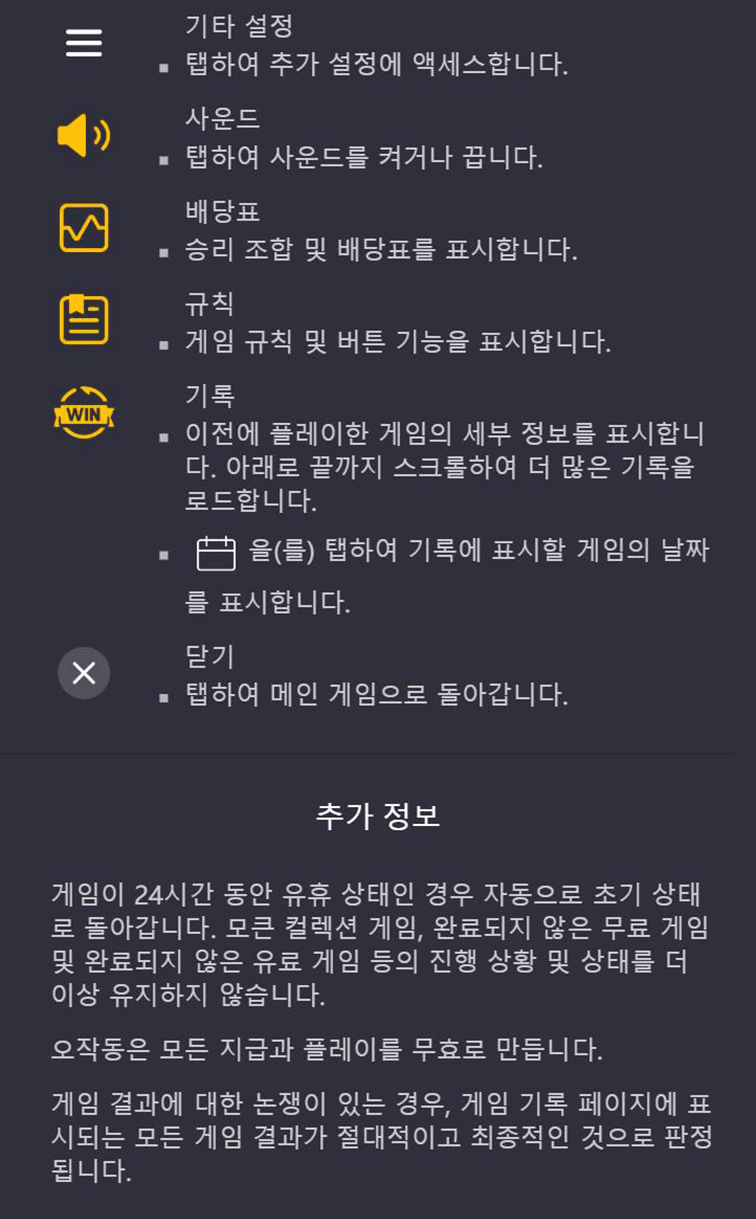 기타 설정
탭하여 추가 설정에 액세스합니다.
사운드
탭하여 사운드를 켜거나 끕니다.
배당표
승리 조합 및 배당표를 표시합니다.
규칙
게임 규칙 및 버튼 기능을 표시합니다.
WIN
기록
이전에 플레이한 게임의 세부 정보를 표시합니
다. 아래로 끝까지 스크롤하여 더 많은 기록을
로드합니다.
을(를) 탭하여 기록에 표시할 게임의 날짜
를 표시합니다.
닫기
탭하여 메인 게임으로 돌아갑니다.
추가 정보
게임이 24시간 동안 유휴 상태인 경우 자동으로 초기 상태
로 돌아갑니다. 모큰 컬렉션 게임, 완료되지 않은 무료 게임
및 완료되지 않은 유료 게임 등의 진행 상황 및 상태를 더
이상 유지하지 않습니다.
오작동은 모든 지급과 플레이를 무효로 만듭니다.
게임 결과에 대한 논쟁이 있는 경우, 게임 기록 페이지에 표
시되는 모든 게임 결과가 절대적이고 최종적인 것으로 판정
됩니다.